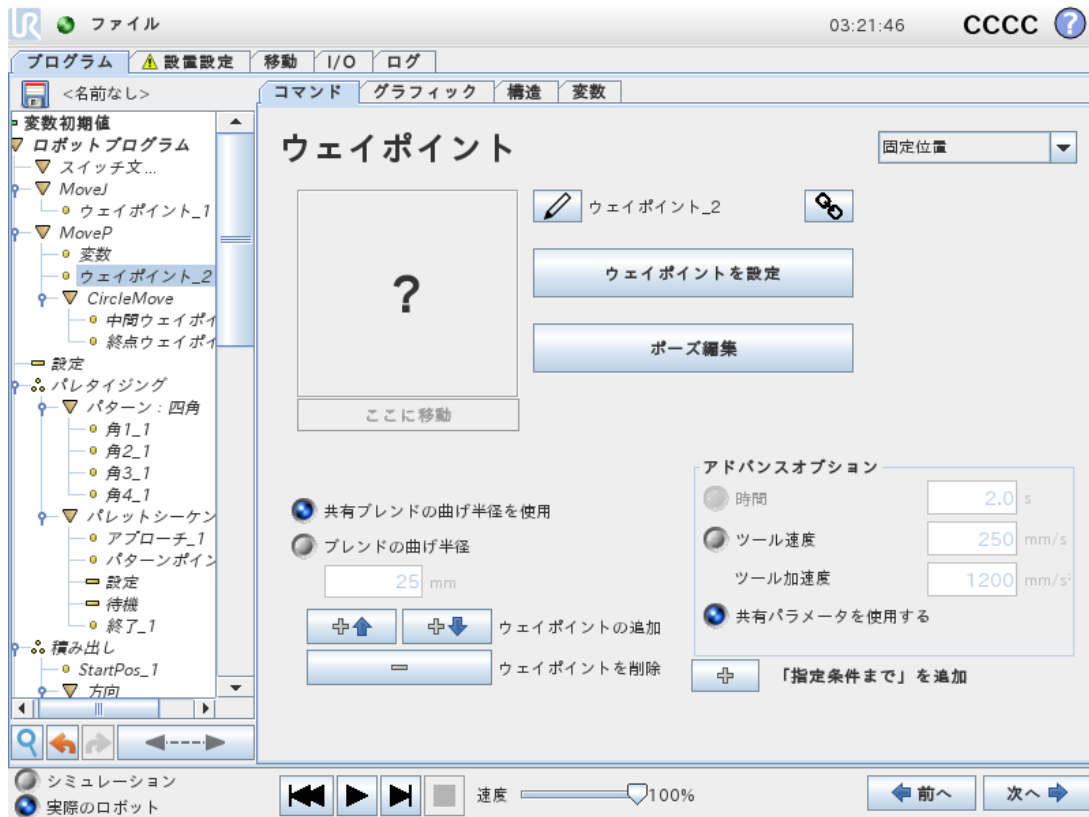 UR ファイル 03:21:46 CCCC ?
プログラム 設置設定 移動 I/O ログ
<名前なし> コマンド グラフィック 構造 変数
変数初期値
ロボットプログラム
スイッチ文...
MoveJ
ウェイポイント_1
MoveP
変数
ウェイポイント_2
CircleMove
中間ウェイポイ
終点ウェイポイ
設定
パレタイジング
パターン : 四角
角1_1
角2_1
角3_1
角4_1
パレットシーケン
アプローチ_1
パターンポイン
設定
待機
終了_1
積み出し
StartPos_1
方向
ウェイポイント
固定位置
?
ウェイポイント_2
ウェイポイントを設定
ポーズ編集
ここに移動
共有ブレンドの曲げ半径を使用
ブレンドの曲げ半径
25 mm
ウェイポイントの追加
ウェイポイントを削除
アドバンスオプション
時間 2.0 s
ツール速度 250 mm/s
ツール加速度 1200 mm/s²
共有パラメータを使用する
「指定条件まで」を追加
シミュレーション
実際のロボット
速度 100%
前へ 次へ